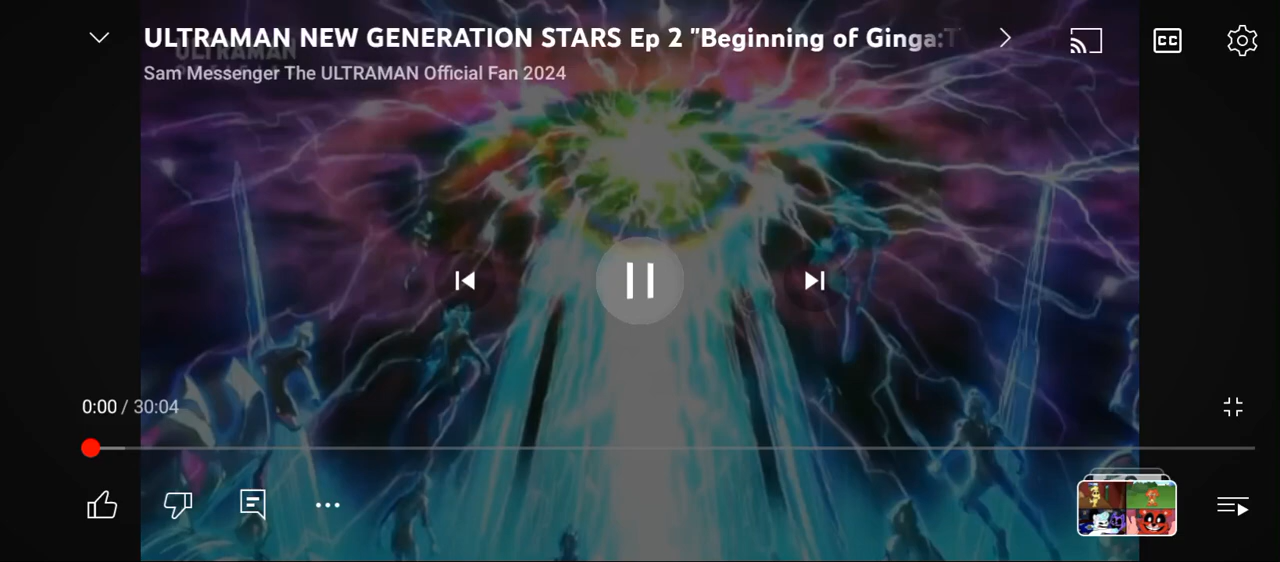 ULTRAMAN NEW GENERATION STARS Ep 2 "Beginning of Ginga:T
Sam Messenger The ULTRAMAN Official Fan 2024
ULTRAMAN
CC
0:00 / 30:04